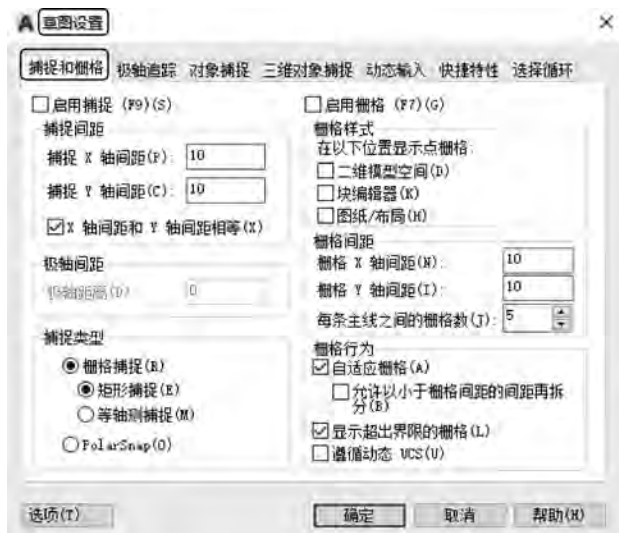 草图设置
捕捉和栅格 极轴追踪 对象捕捉 三维对象捕捉 动态输入 快捷特性 选择循环
启用捕捉 (F9)(S)
捕捉间距
捕捉 X 轴间距(P): 10
捕捉 Y 轴间距(C): 10
X 轴间距和 Y 轴间距相等(X)
极轴间距
极轴距离(D): 0
捕捉类型
栅格捕捉(R)
矩形捕捉(E)
等轴测捕捉(M)
PolarSnap(O)
启用栅格 (F7)(G)
栅格样式
在以下位置显示点栅格:
二维模型空间(D)
块编辑器(K)
图纸/布局(H)
栅格间距
栅格 X 轴间距(N): 10
栅格 Y 轴间距(I): 10
每条主线之间的栅格数(J): 5
栅格行为
自适应栅格(A)
允许以小于栅格间距的间距再拆
分(B)
显示超出界限的栅格(L)
遵循动态 UCS(U)
选项(T) 确定 取消 帮助(H)